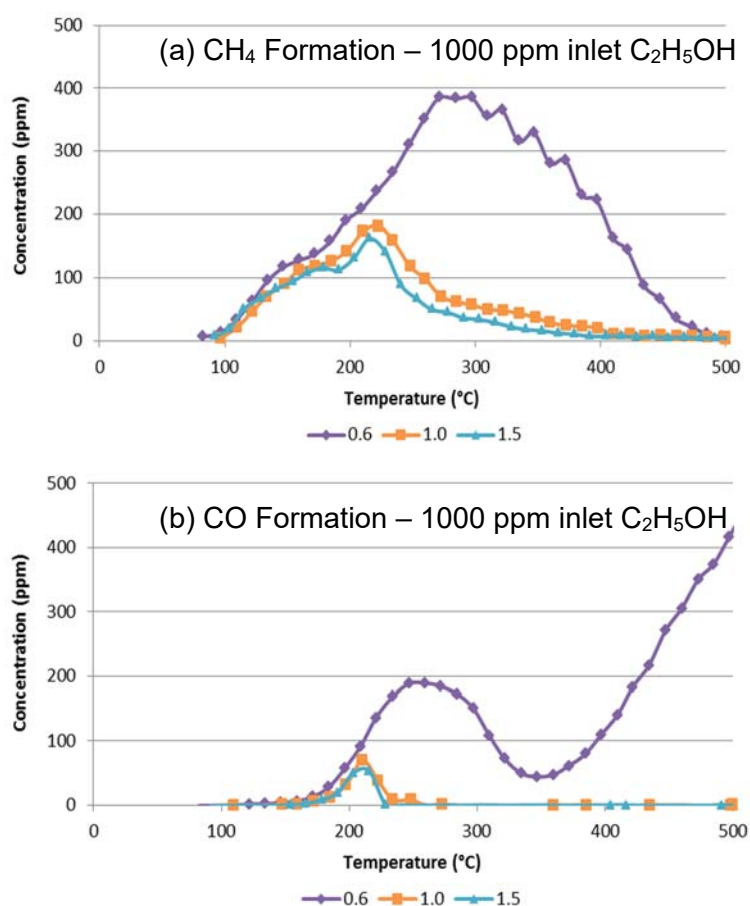 (a) CH₄ Formation – 1000 ppm inlet C₂H₅OH
Concentration (ppm)
500
400
300
200
100
0
0 100 200 300 400 500
Temperature (°C)
0.6 1.0 1.5
(b) CO Formation – 1000 ppm inlet C₂H₅OH
Concentration (ppm)
500
400
300
200
100
0
0 100 200 300 400 500
Temperature (°C)
0.6 1.0 1.5